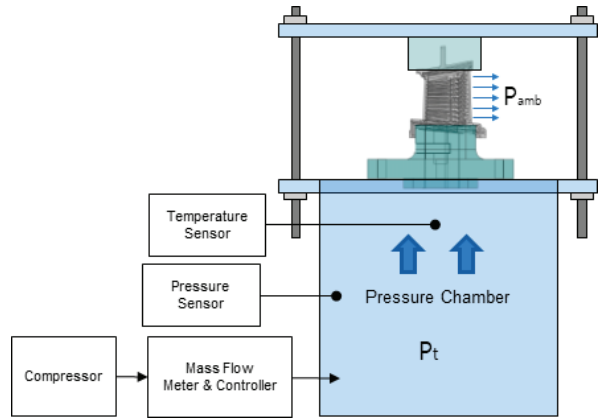 Pamb
Temperature
Sensor
Pressure
Sensor
Pressure Chamber
Pt
Compressor
Mass Flow
Meter & Controller